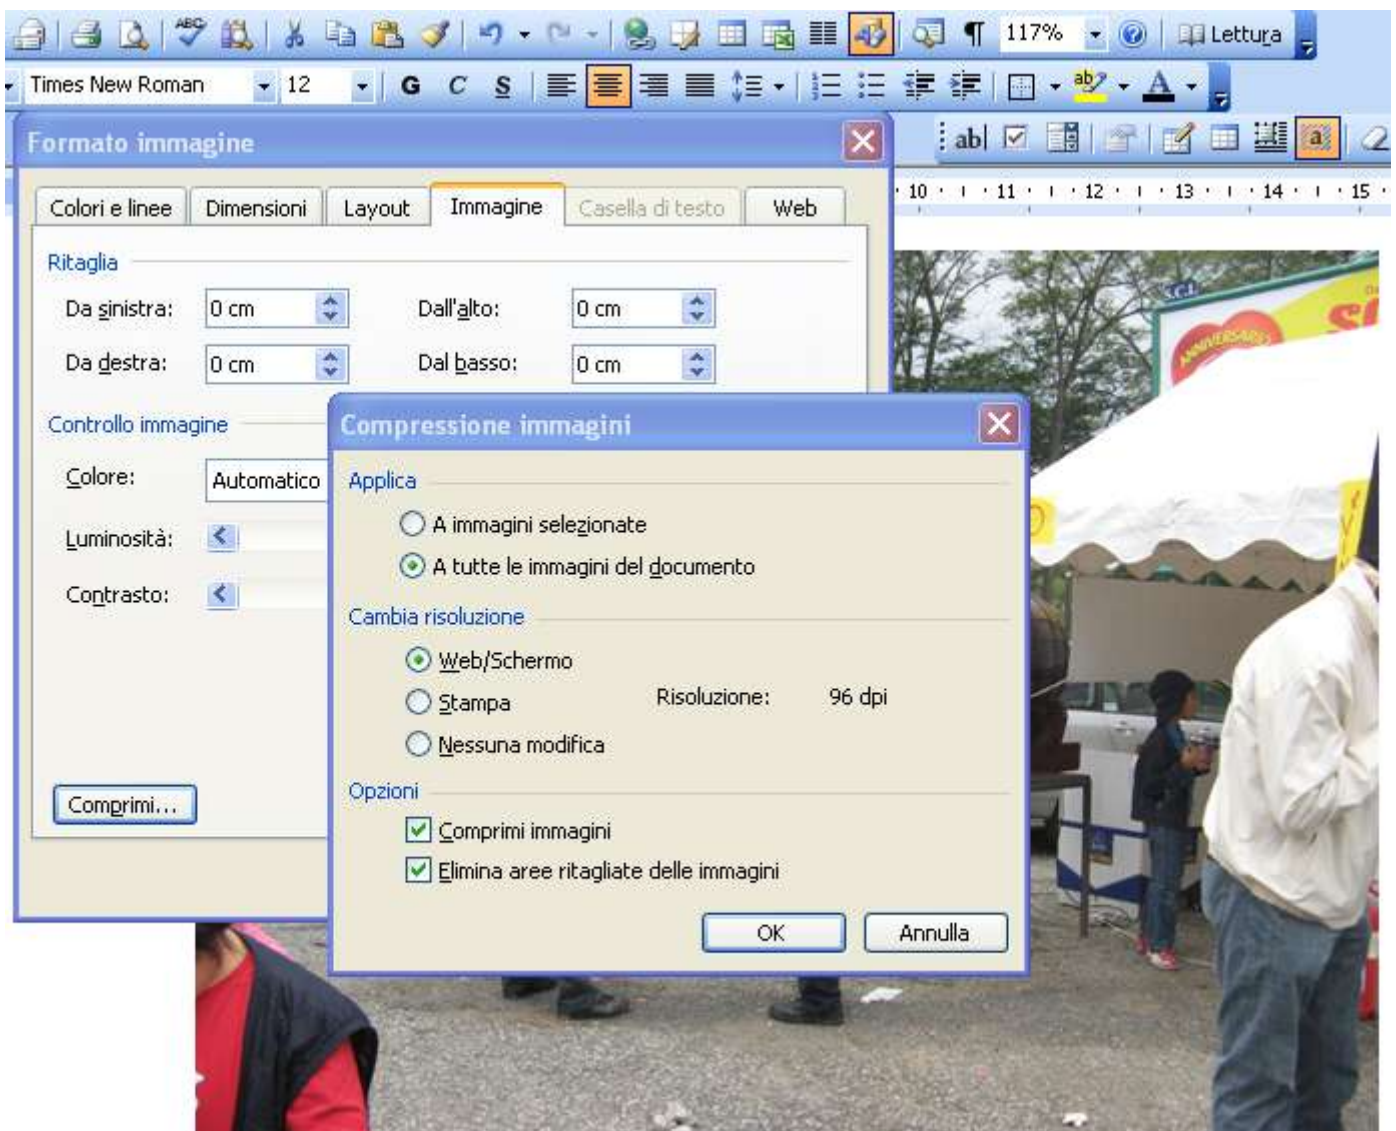 117%
Lettura
Times New Roman
12
G C S
ab
A
Formato immagine
ab
a
Colori e linee Dimensioni Layout Immagine Casella di testo Web
10 11 12 13 14 15
Ritaglia
Da sinistra: 0 cm Dall'alto: 0 cm
Da destra: 0 cm Dal basso: 0 cm
S.C.I.
ANNIVERSARIO
Controllo immagine
Colore: Automatico
Luminosità:
Contrasto:
Comprimi...
Compressione immagini
Applica
A immagini selezionate
A tutte le immagini del documento
Cambia risoluzione
Web/Schermo
Stampa Risoluzione: 96 dpi
Nessuna modifica
Opzioni
Comprimi immagini
Elimina aree ritagliate delle immagini
OK Annulla